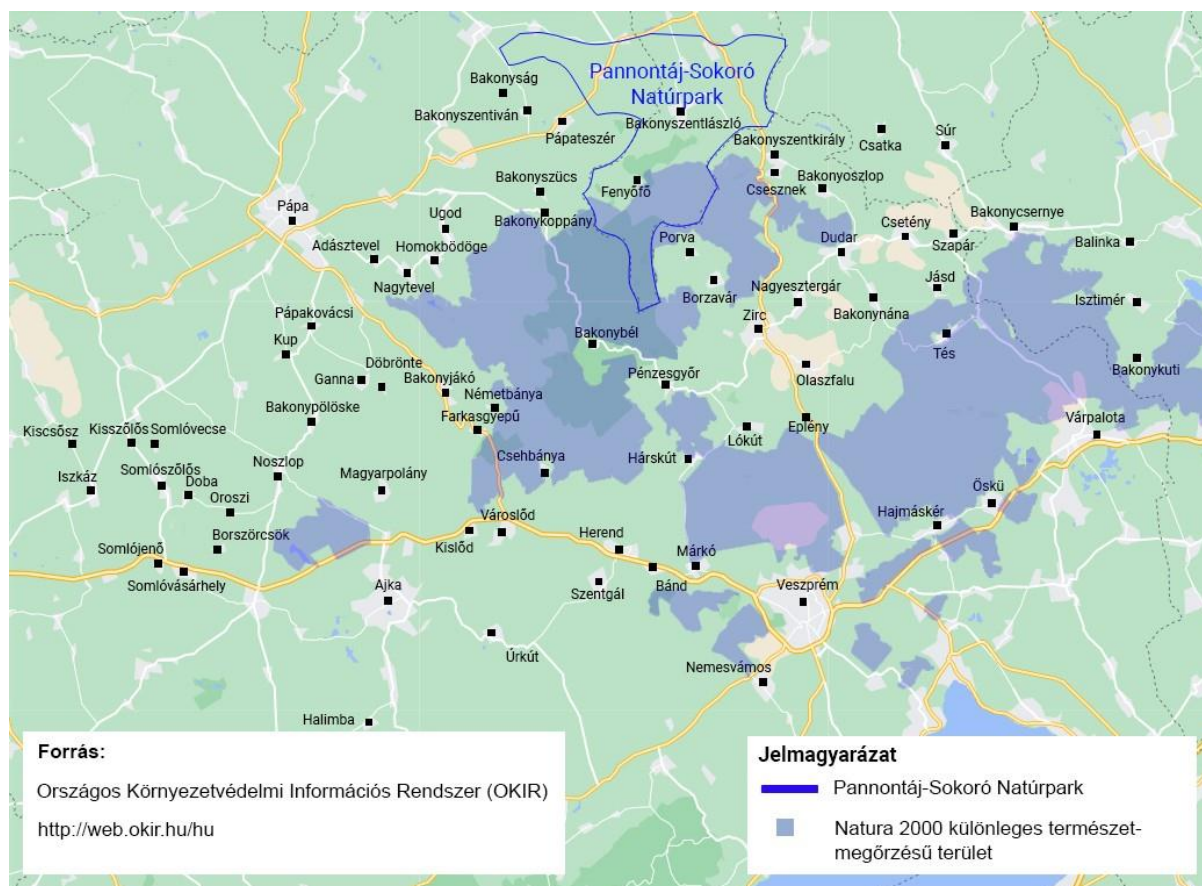 Pannontáj-Sokoró
Natúrpark
Bakonyság
Bakonyszentiván
Pápateszér
Bakonyszentlászló
Bakonyszentkirály
Csatka
Súr
Bakonyszücs
Fenyőfő
Csesznek
Bakonyoszlop
Pápa
Ugod
Bakonykoppány
Csetény
Bakonycsernye
Adásztevel
Homokbödöge
Porva
Dudar
Szapár
Balinka
Nagytevel
Borzavár
Nagyesztergár
Jásd
Isztimér
Pápakovácsi
Zirc
Bakonynána
Kup
Bakonybél
Tés
Döbrönte
Ganna
Bakonyjákó
Németbánya
Pénzesgyőr
Olaszfalu
Bakonykuti
Bakonypölöske
Farkasgyepű
Eplény
Várpalota
Kiscsősz
Kisszőlős
Somlóvecse
Lókút
Noszlop
Csehbánya
Hárskút
Iszkáz
Somlószőlős
Doba
Magyarpolány
Oroszi
Öskü
Borszörcsök
Városlőd
Hajmáskér
Somlójenő
Kislőd
Herend
Márkó
Somlóvásárhely
Ajka
Szentgál
Bánd
Veszprém
Úrkút
Nemesvámos
Halimba
Forrás:
Országos Környezetvédelmi Információs Rendszer (OKIR)
http://web.okir.hu/hu
Jelmagyarázat
Pannontáj-Sokoró Natúrpark
Natura 2000 különleges természet-
megőrzésű terület